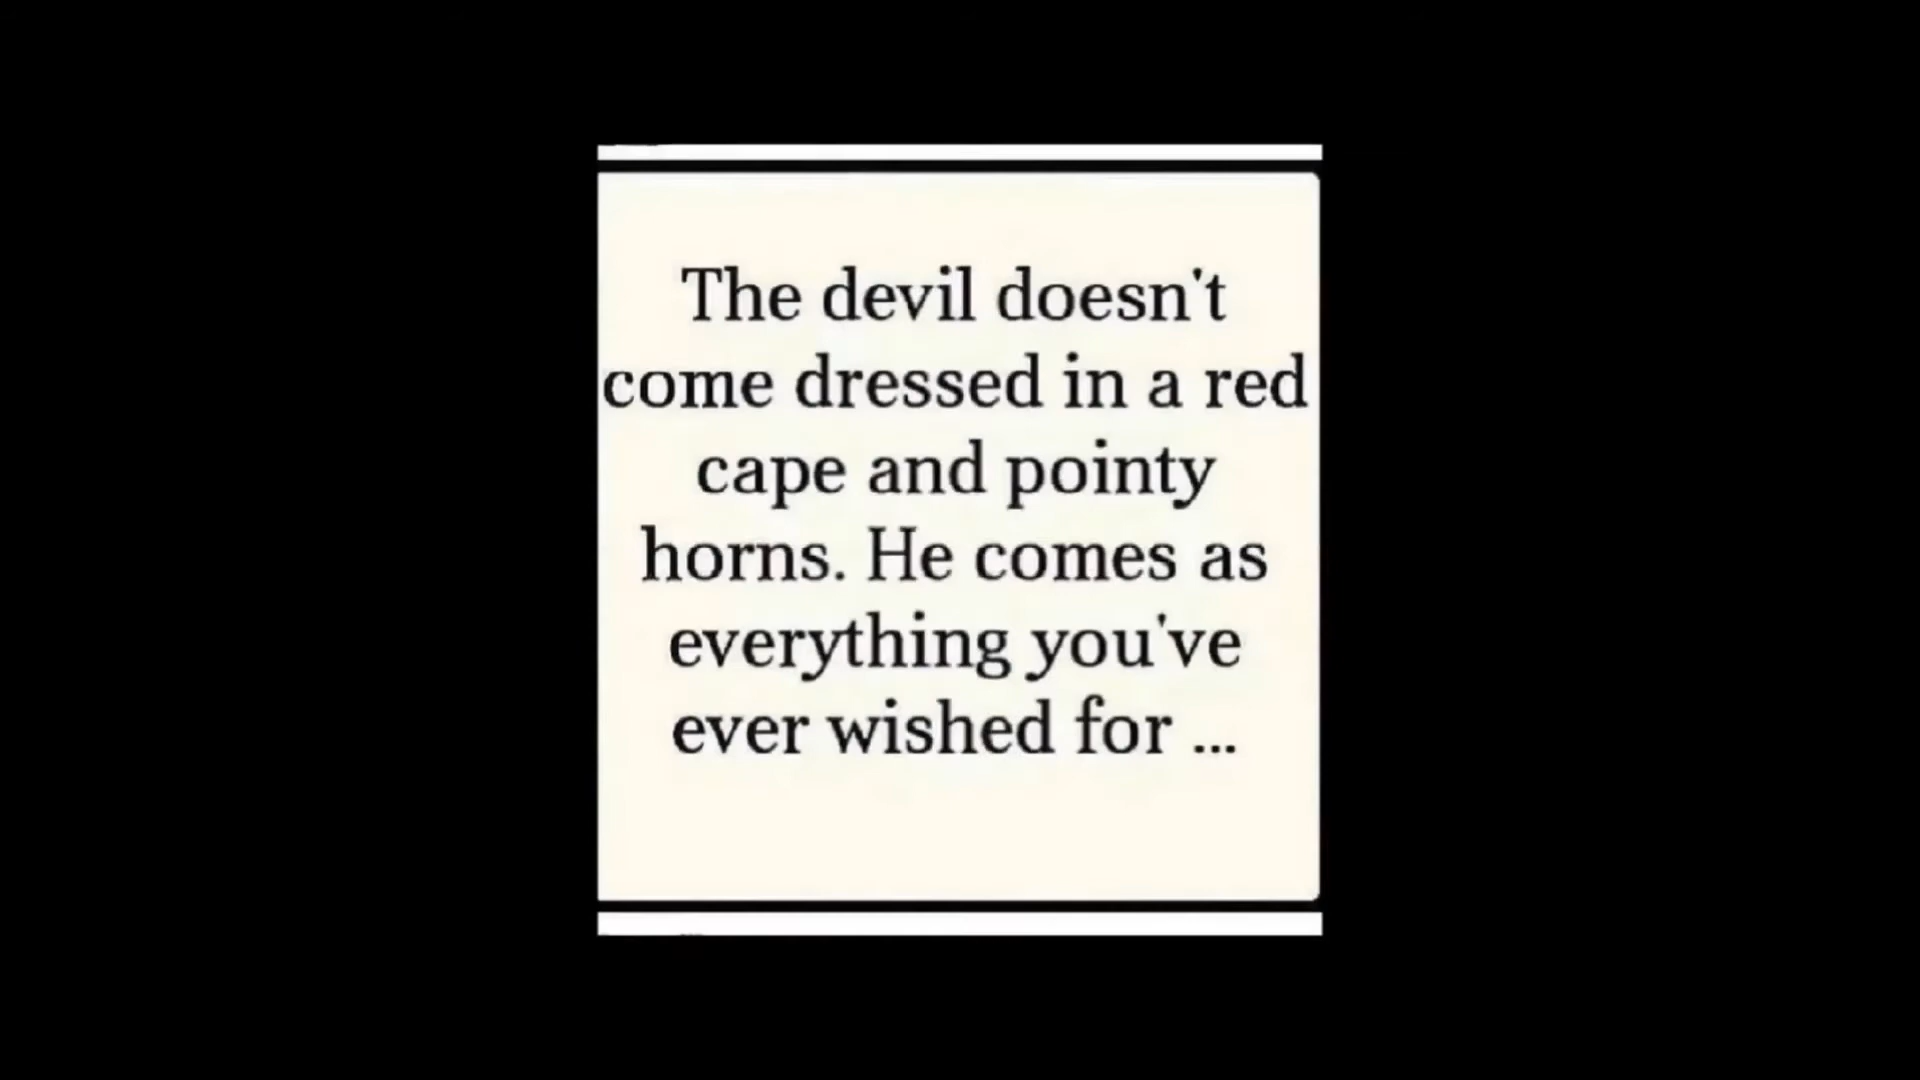 The devil doesn't
come dressed in a red
cape and pointy
horns. He comes as
everything you've
ever wished for ...